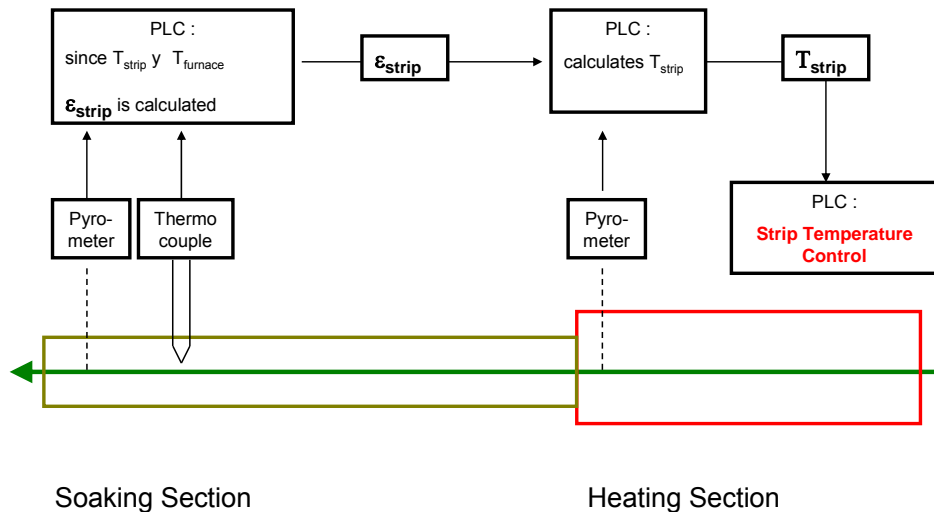 PLC :
since T strip y T furnace
ε strip is calculated
ε strip
PLC :
calculates T strip
T strip
Pyro-
meter
Thermo
couple
Pyro-
meter
PLC :
Strip Temperature
Control
Soaking Section
Heating Section